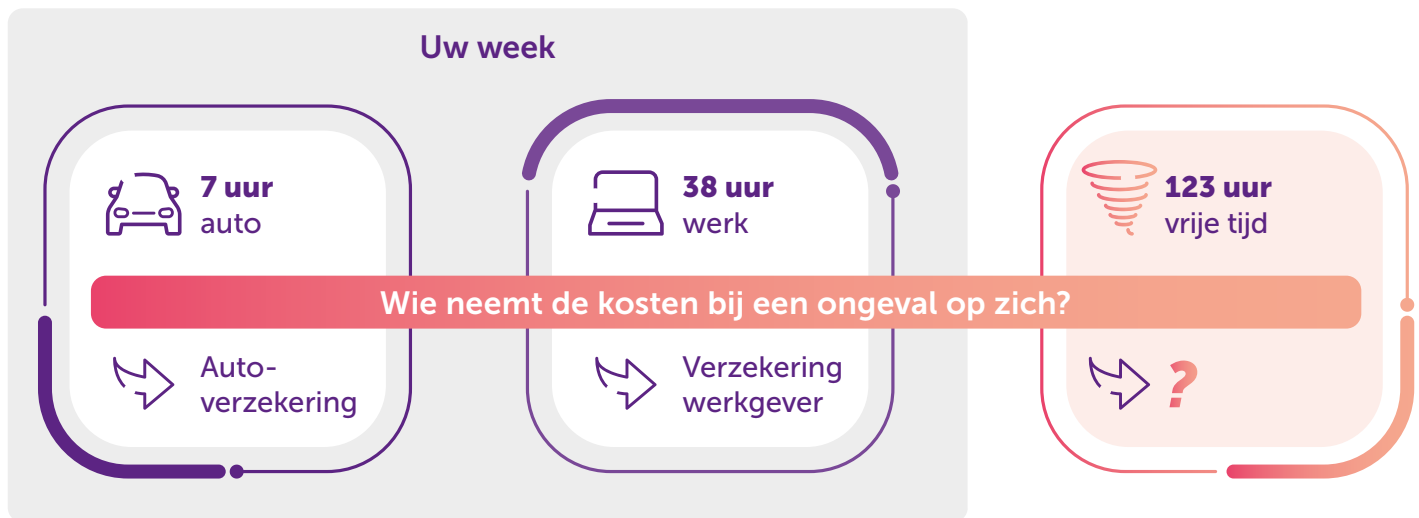 Uw week
7 uur
auto
38 uur
werk
123 uur
vrije tijd
Wie neemt de kosten bij een ongeval op zich?
Auto-
verzekering
Verzekering
werkgever
?